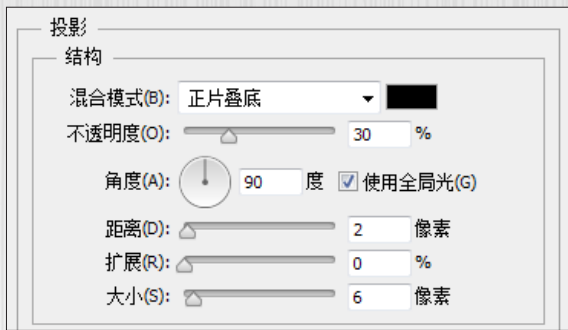 投影
结构
混合模式(B): 正片叠底
不透明度(O): 30 %
角度(A): 90 度 使用全局光(G)
距离(D): 2 像素
扩展(R): 0 %
大小(S): 6 像素